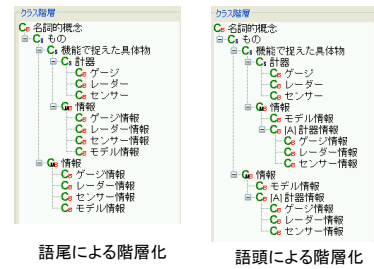 クラス階層
名詞的概念
もの
機能で捉えた具体物
計器
ゲージ
レーダー
センサー
情報
ゲージ情報
レーダー情報
センサー情報
モデル情報
情報
ゲージ情報
レーダー情報
センサー情報
モデル情報
語尾による階層化
クラス階層
名詞的概念
もの
機能で捉えた具体物
計器
ゲージ
レーダー
センサー
情報
モデル情報
[A]計器情報
ゲージ情報
レーダー情報
センサー情報
情報
モデル情報
[A]計器情報
ゲージ情報
レーダー情報
センサー情報
語頭による階層化